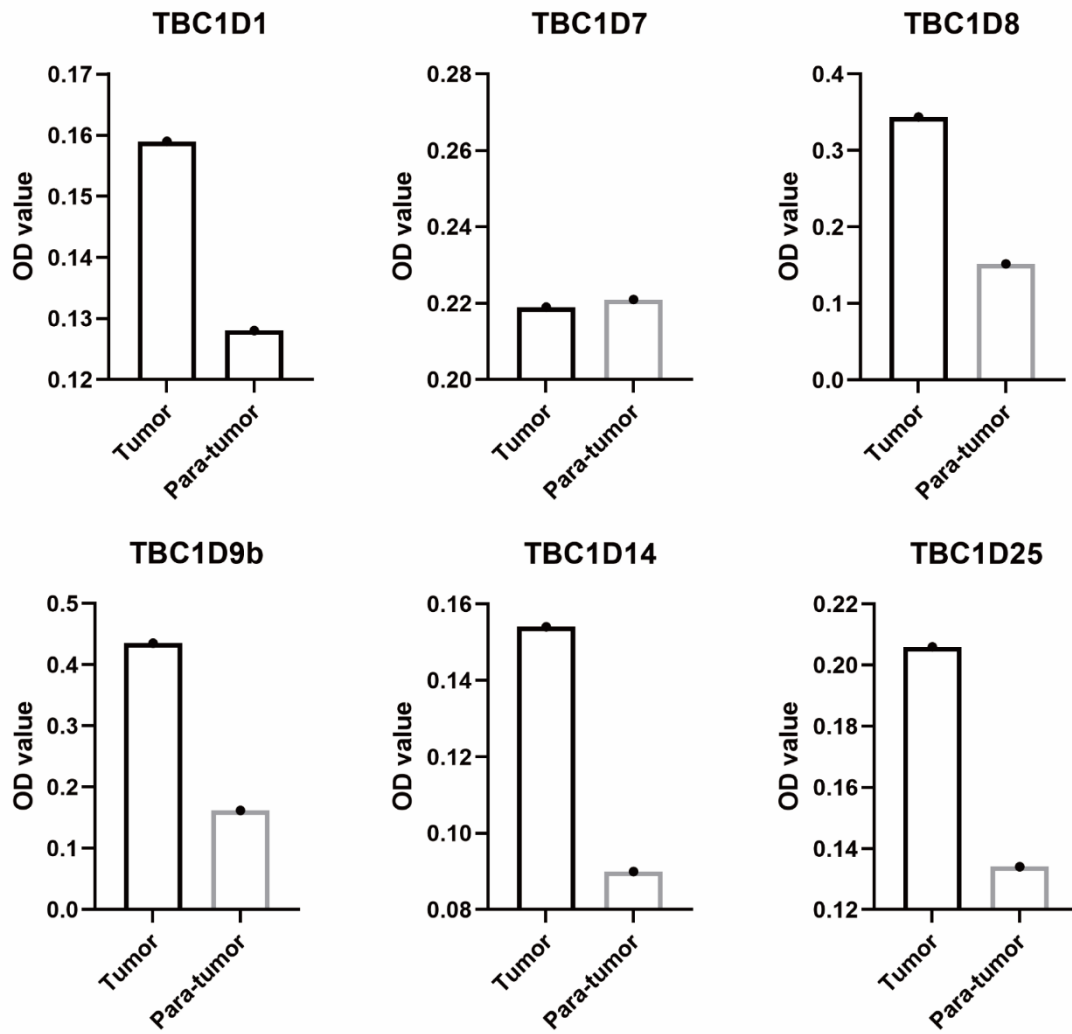 TBC1D1 TBC1D7 TBC1D8
0.17 0.28 0.4
0.16 0.26 0.3
0.15 0.24 0.2
0.14 0.22 0.1
0.13 0.20 0.0
0.12
OD value OD value OD value
Tumor Para-tumor Tumor Para-tumor Tumor Para-tumor
TBC1D9b TBC1D14 TBC1D25
0.5 0.16 0.22
0.4 0.14 0.20
0.3 0.12 0.18
0.2 0.10 0.16
0.1 0.08 0.14
0.0 0.12
OD value OD value OD value
Tumor Para-tumor Tumor Para-tumor Tumor Para-tumor